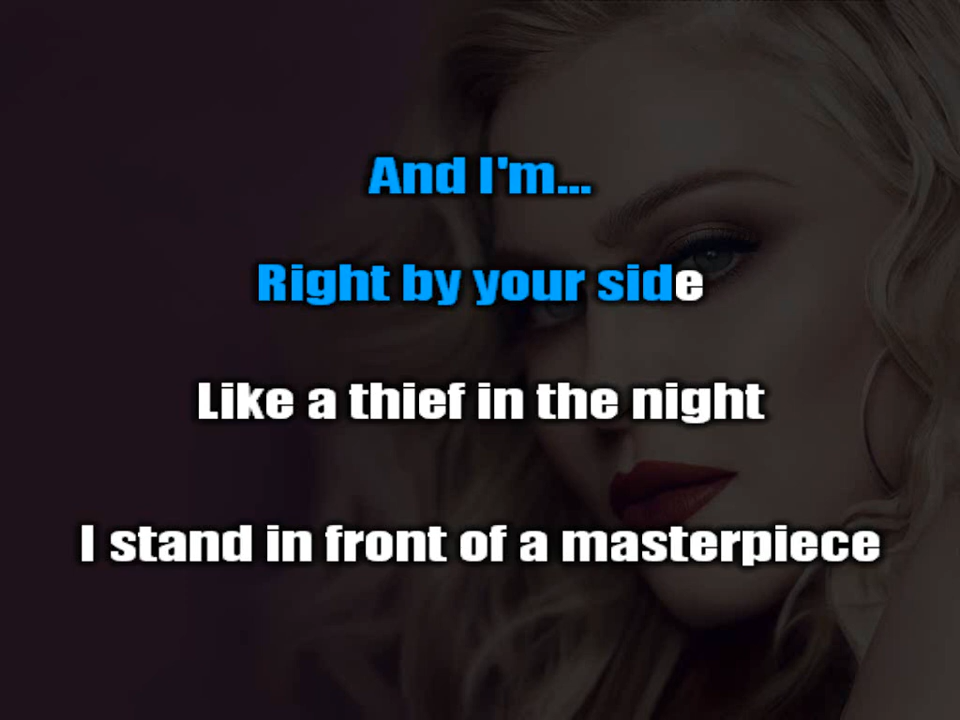 And I'm...
Right by your side
Like a thief in the night
I stand in front of a masterpiece